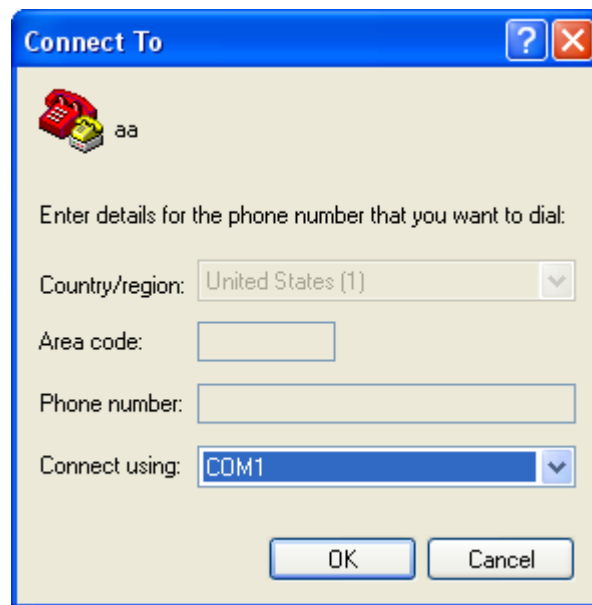 Connect To
aa
Enter details for the phone number that you want to dial:
Country/region: United States (1)
Area code:
Phone number:
Connect using: COM1
OK Cancel